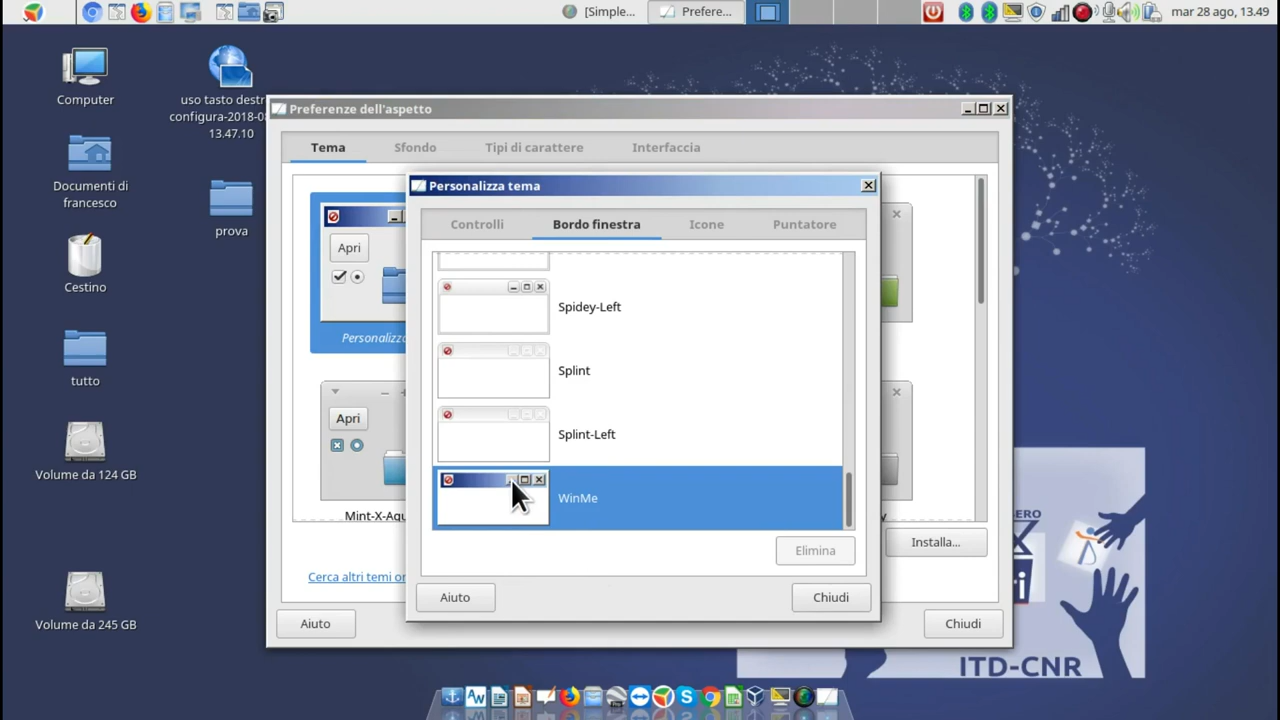 [Simple...
Prefere...
mar 28 ago, 13.49
Computer
uso tasto destr
configura-2018-0
13.47.10
Documenti di
francesco
prova
Cestino
tutto
Volume da 124 GB
Volume da 245 GB
Preferenze dell'aspetto
Tema
Sfondo
Tipi di carattere
Interfaccia
Apri
Personalizzo
Apri
Mint-X-Aqu
Cerca altri temi or
Installa...
Aiuto
Chiudi
Personalizza tema
Controlli
Bordo finestra
Icone
Puntatore
Spidey-Left
Splint
Splint-Left
WinMe
Elimina
Aiuto
Chiudi
ITD-CNR